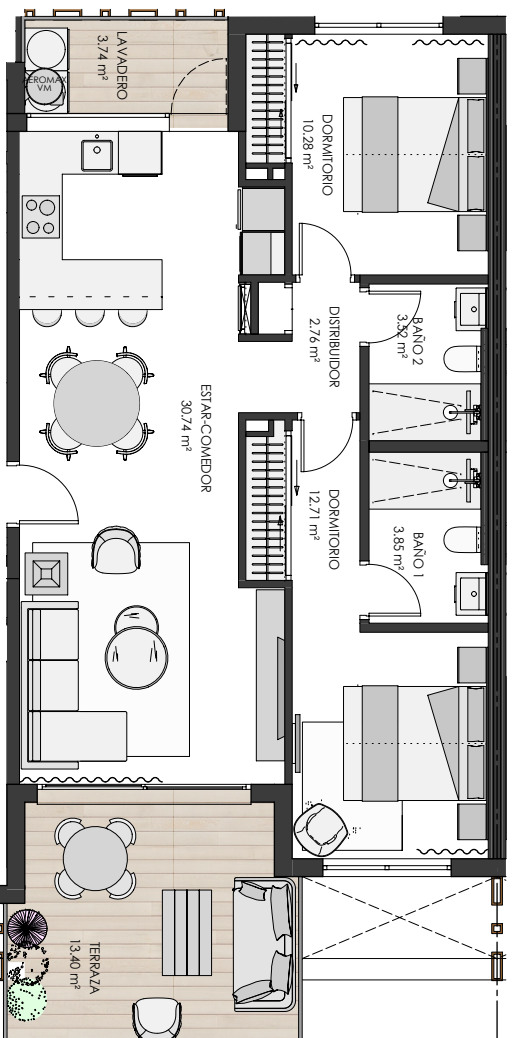 LAVADERO
3.74 m²
AEROMAX
VM
DORMITORIO
10.28 m²
DISTRIBUIDOR
2.76 m²
BAÑO 2
3.52 m²
ESTAR-COMEDOR
30.74 m²
DORMITORIO
12.71 m²
BAÑO 1
3.85 m²
TERRAZA
13.40 m²